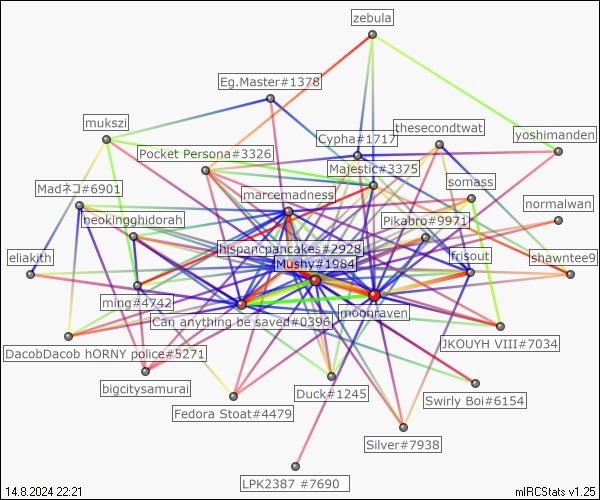 zebula
Eg.Master#1378
mukszi
Cypha#1717
thesecondtwat
yoshimanden
Pocket Persona#3326
Majestic#3375
somass
Madネコ#6901
marcemadness
normalwan
neokingghidorah
Pikabro#9971
hispancpancakes#2928
eliakith
Mushy#1984
frisout
shawntee9
ming#4742
Can anything be saved#0396
moonraven
DacobDacob hORNY police#5271
JKOUYH VIII#7034
bigcitysamurai
Duck#1245
Swirly Boi#6154
Fedora Stoat#4479
Silver#7938
LPK2387 #7690
14.8.2024 22:21
mIRCStats v1.25